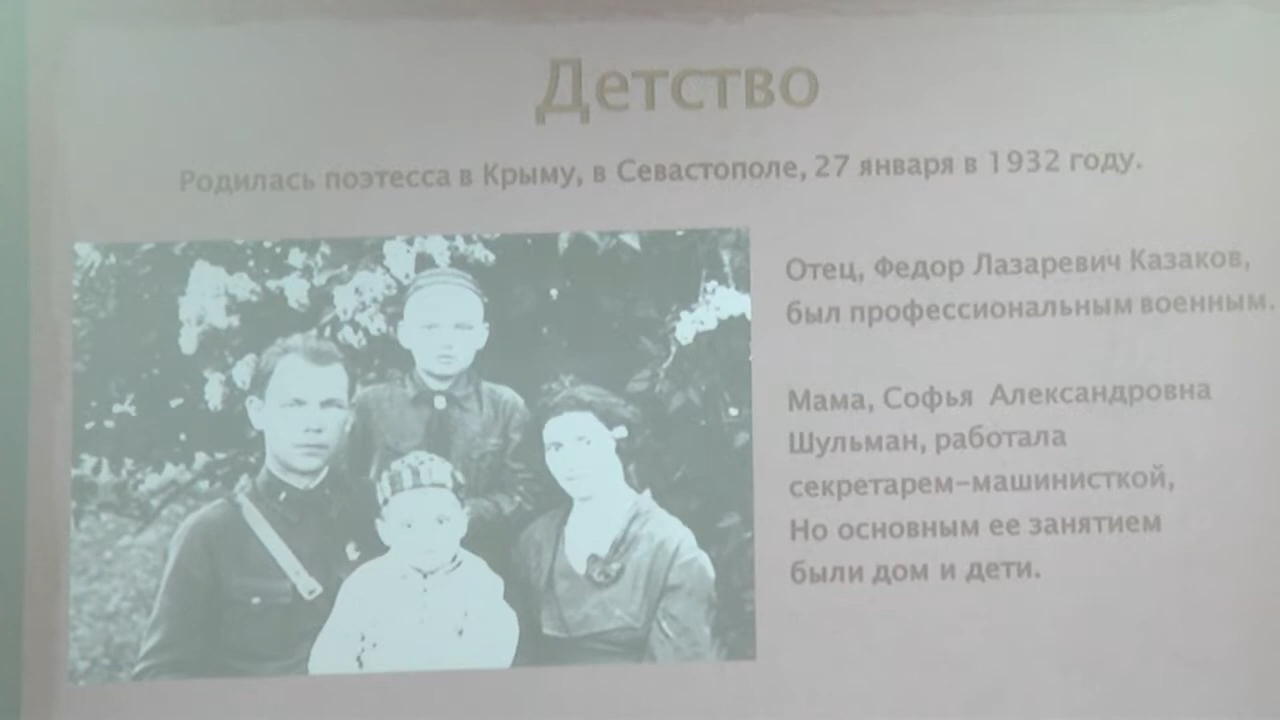 Детство
Родилась поэтесса в Крыму, в Севастополе, 27 января в 1932 году.
Отец, Федор Лазаревич Казаков,
был профессиональным военным.
Мама, Софья Александровна
Шульман, работала
секретарем-машинисткой,
Но основным ее занятием
были дом и дети.